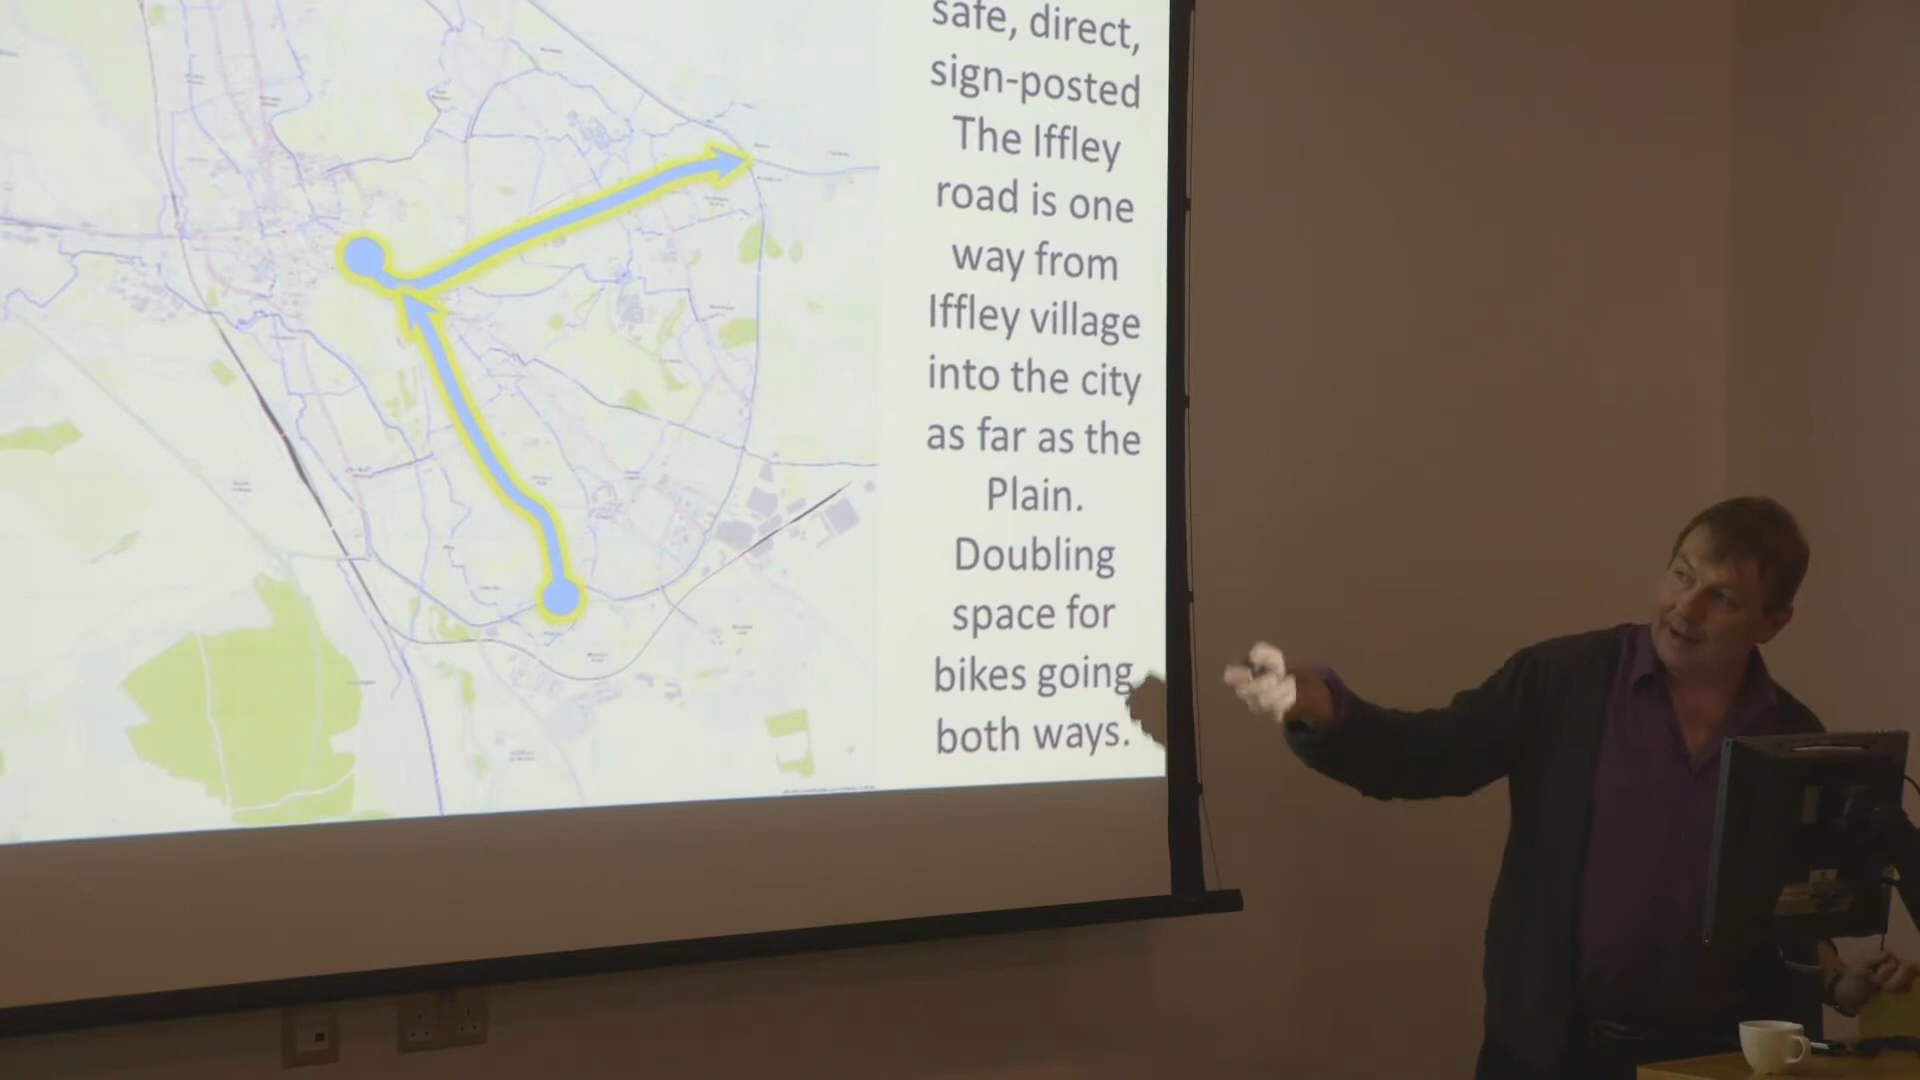 safe, direct,
sign-posted
The Iffley
road is one
way from
Iffley village
into the city
as far as the
Plain.
Doubling
space for
bikes going
both ways.